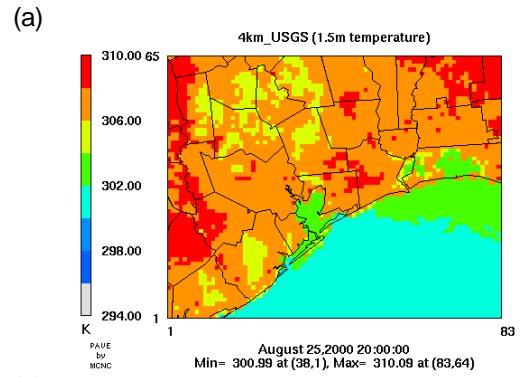 (a)
4km_USGS (1.5m temperature)
310.00
306.00
302.00
298.00
294.00
K
PAVE
by
MCNC
65
1
1
83
August 25,2000 20:00:00
Min= 300.99 at (38,1), Max= 310.09 at (83,64)